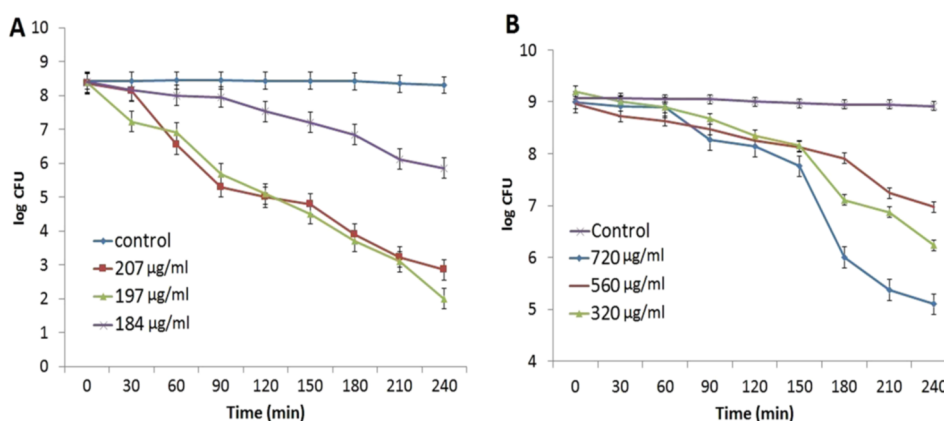 A
10
9
8
7
6
5
4
3
2
1
0
log CFU
control
207 µg/ml
197 µg/ml
184 µg/ml
0 30 60 90 120 150 180 210 240
Time (min)
B
10
9
8
7
6
5
4
log CFU
Control
720 µg/ml
560 µg/ml
320 µg/ml
0 30 60 90 120 150 180 210 240
Time (min)